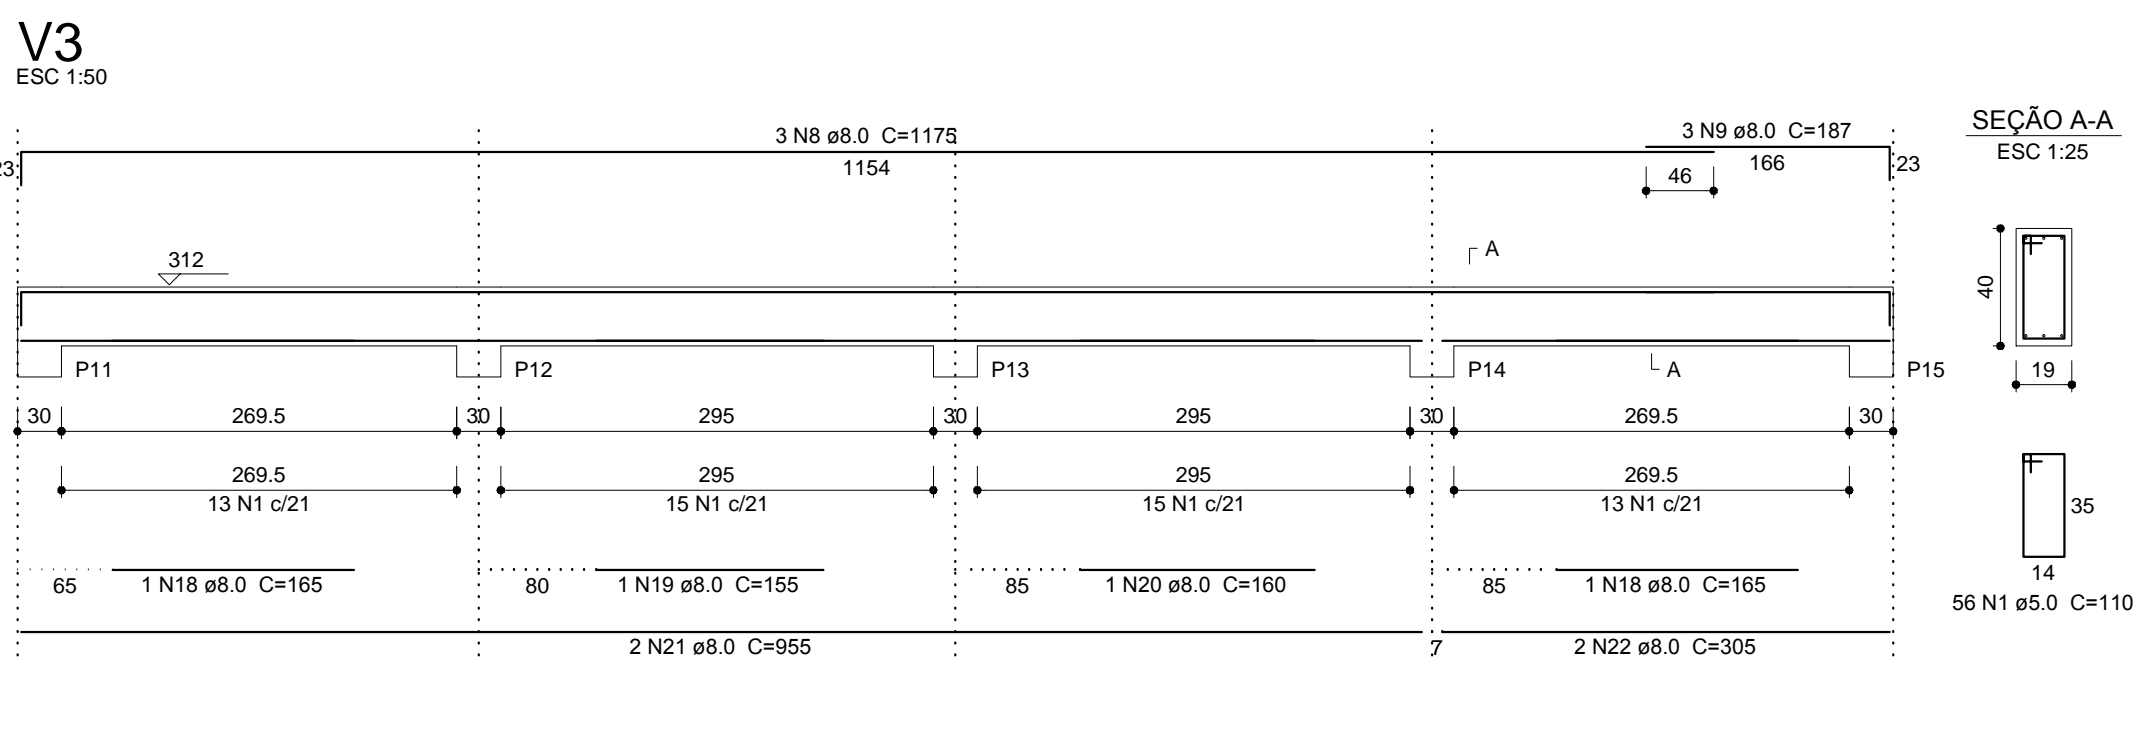 V3
ESC 1:50
3 N8 ø8.0 C=1175
3 N9 ø8.0 C=187
SEÇÃO A-A
ESC 1:25
23
1154
166
23
46
A
312
40
P11
P12
P13
P14
A
P15
19
30
269.5
30
295
30
295
30
269.5
30
269.5
295
295
269.5
13 N1 c/21
15 N1 c/21
15 N1 c/21
13 N1 c/21
35
65
1 N18 ø8.0 C=165
80
1 N19 ø8.0 C=155
85
1 N20 ø8.0 C=160
85
1 N18 ø8.0 C=165
14
56 N1 ø5.0 C=110
2 N21 ø8.0 C=955
7
2 N22 ø8.0 C=305